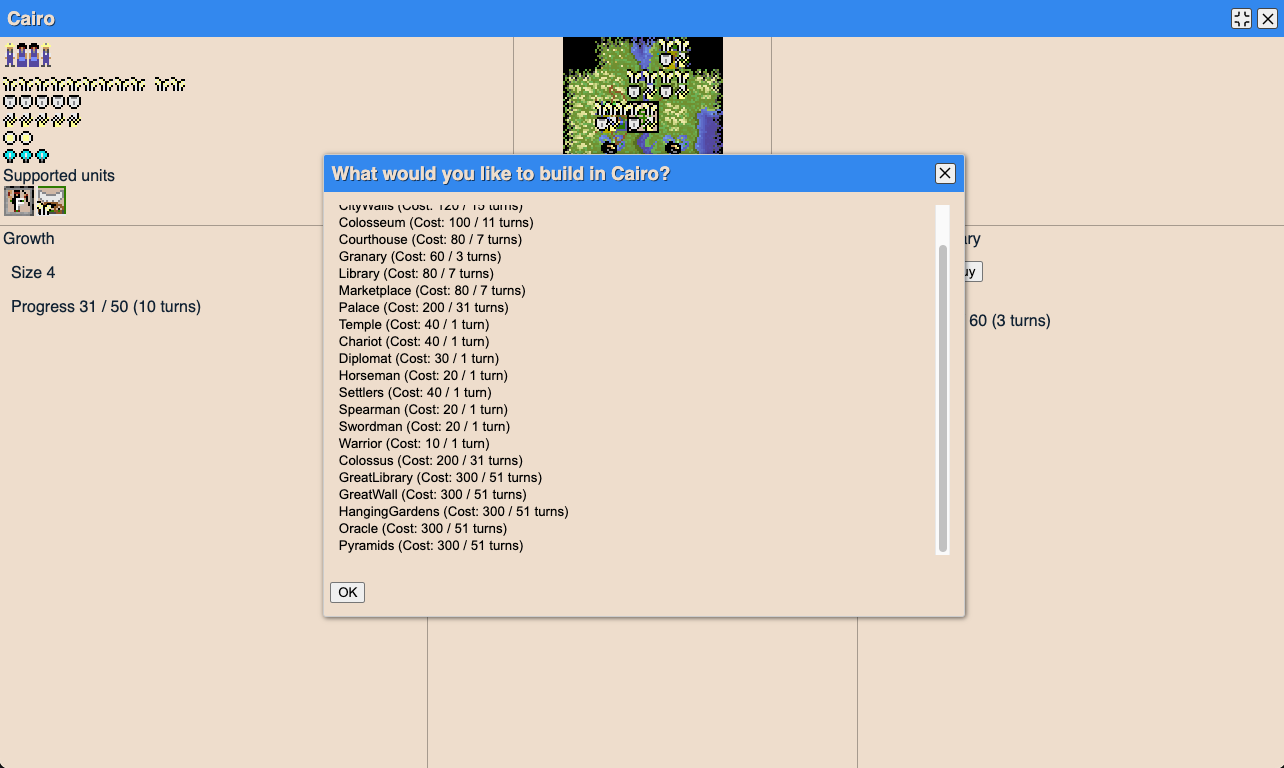 Cairo
Supported units
Growth
Size 4
Progress 31 / 50 (10 turns)
What would you like to build in Cairo?
CityWalls (Cost: 120 / 15 turns)
Colosseum (Cost: 100 / 11 turns)
Courthouse (Cost: 80 / 7 turns)
Granary (Cost: 60 / 3 turns)
Library (Cost: 80 / 7 turns)
Marketplace (Cost: 80 / 7 turns)
Palace (Cost: 200 / 31 turns)
Temple (Cost: 40 / 1 turn)
Chariot (Cost: 40 / 1 turn)
Diplomat (Cost: 30 / 1 turn)
Horseman (Cost: 20 / 1 turn)
Settlers (Cost: 40 / 1 turn)
Spearman (Cost: 20 / 1 turn)
Swordman (Cost: 20 / 1 turn)
Warrior (Cost: 10 / 1 turn)
Colossus (Cost: 200 / 31 turns)
GreatLibrary (Cost: 300 / 51 turns)
GreatWall (Cost: 300 / 51 turns)
HangingGardens (Cost: 300 / 51 turns)
Oracle (Cost: 300 / 51 turns)
Pyramids (Cost: 300 / 51 turns)
OK
ry
uy
60 (3 turns)